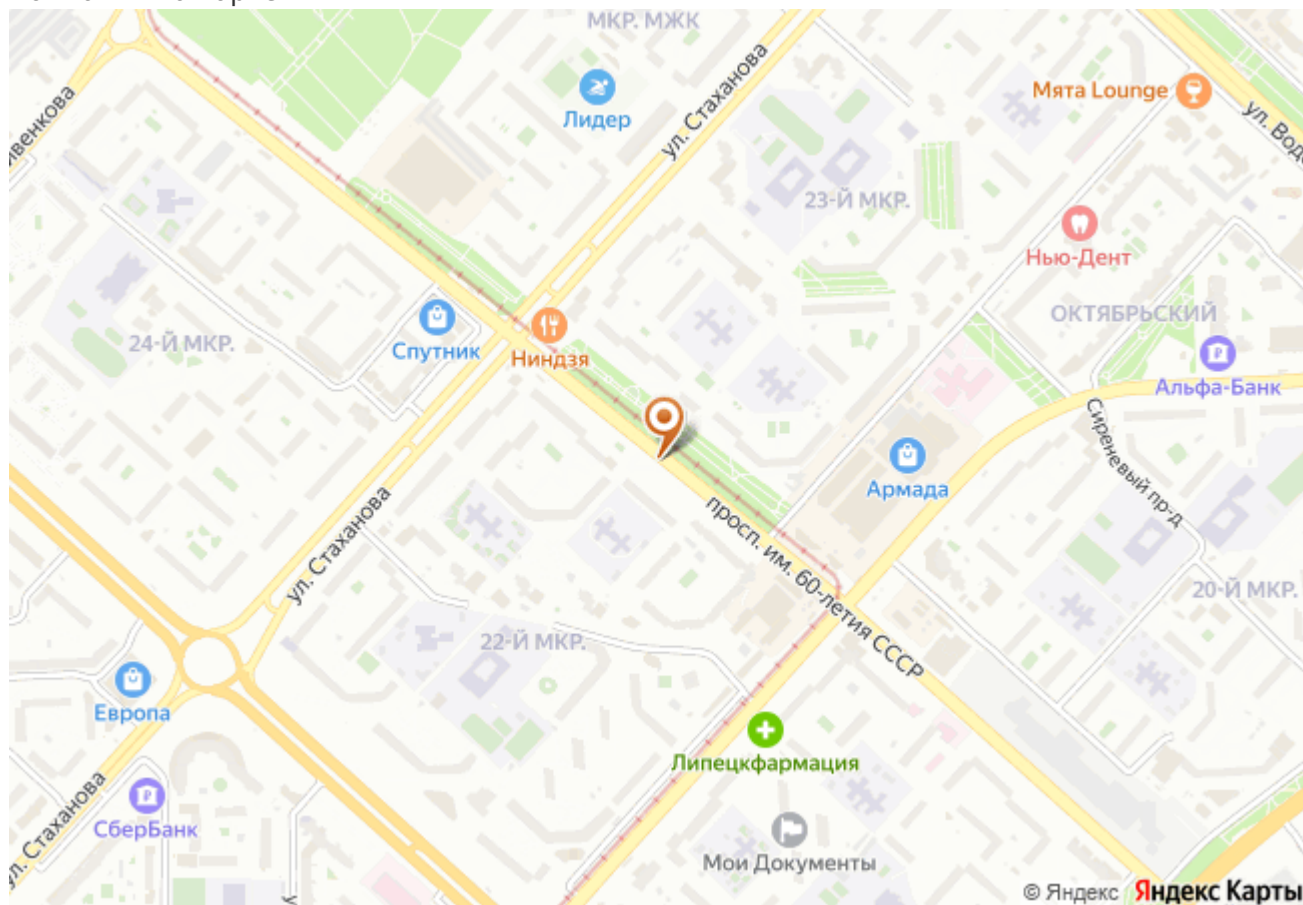 МКР. МЖК
ул. Стаханова
Лидер
Мята Lounge
23-Й МКР.
Нью-Дент
ОКТЯБРЬСКИЙ
24-Й МКР.
Спутник
Ниндзя
Альфа-Банк
Сиреневый пр-д
Армада
просп. им. 60-летия СССР
ул. Стаханова
20-Й МКР.
22-Й МКР.
Европа
Липецкфармация
СберБанк
ул. Стаханова
Мои Документы
© Яндекс Яндекс Карты